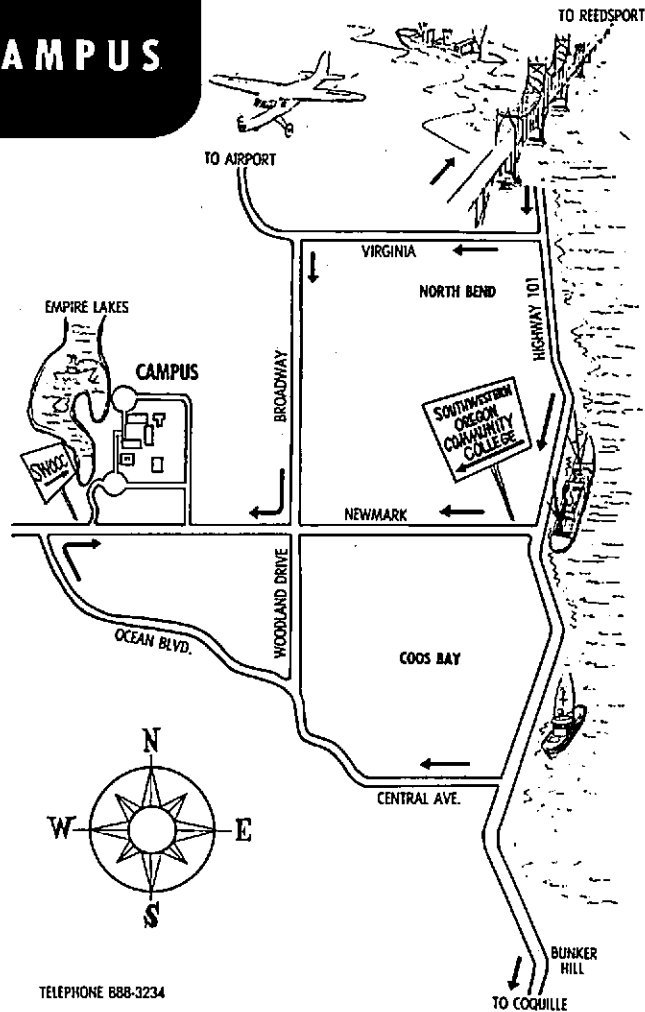 AMPUS
TO REEDSPORT
TO AIRPORT
VIRGINIA
NORTH BEND
HIGHWAY 101
EMPIRE LAKES
CAMPUS
BROADWAY
SOUTHWESTERN
OREGON
COMMUNITY
COLLEGE
SWOCC
NEWMARK
WOODLAND DRIVE
OCEAN BLVD.
COOS BAY
CENTRAL AVE.
N
W
E
S
BUNKER
HILL
TELEPHONE 888-3234
TO COQUILLE